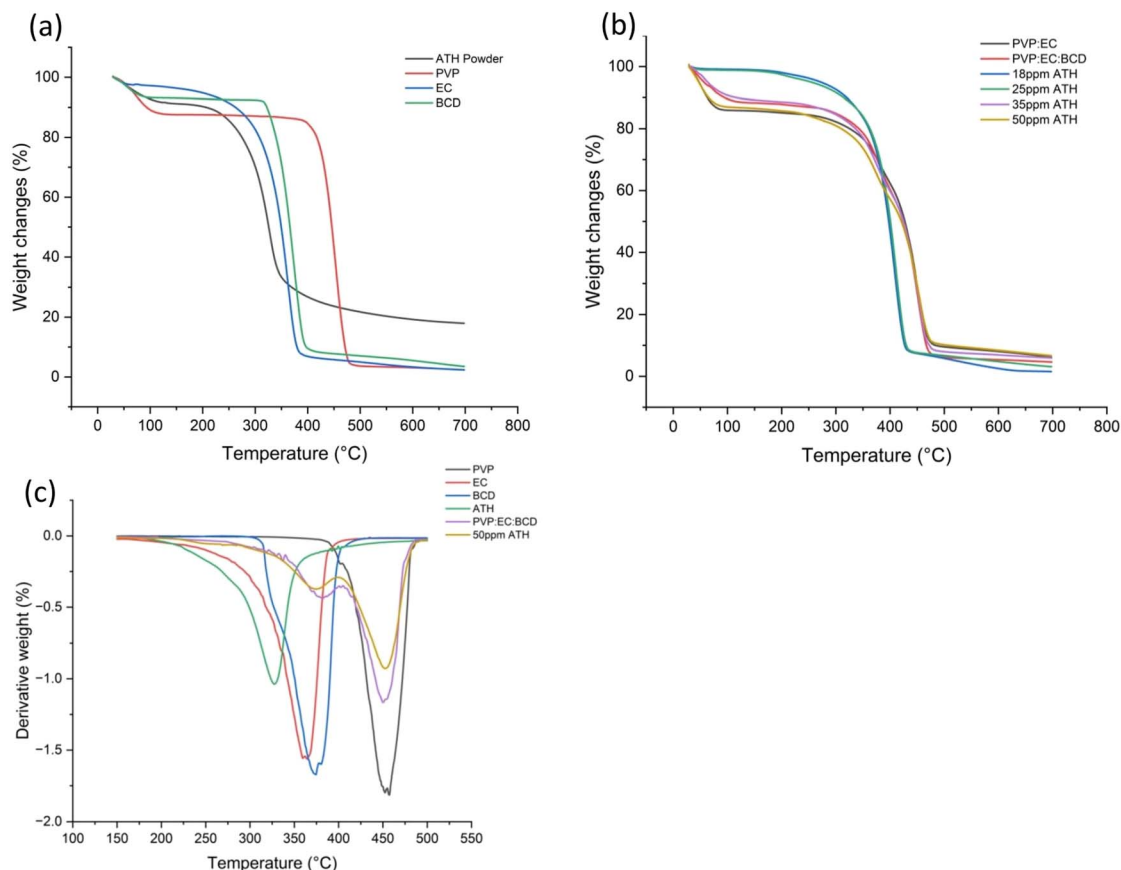 (a)
ATH Powder
PVP
EC
BCD
100
80
60
40
20
0
Weight changes (%)
0 100 200 300 400 500 600 700 800
Temperature (°C)
(b)
PVP:EC
PVP:EC:BCD
18ppm ATH
25ppm ATH
35ppm ATH
50ppm ATH
100
80
60
40
20
0
Weight changes (%)
0 100 200 300 400 500 600 700 800
Temperature (°C)
(c)
PVP
EC
BCD
ATH
PVP:EC:BCD
50ppm ATH
0.0
−0.5
−1.0
−1.5
−2.0
Derivative weight (%)
100 150 200 250 300 350 400 450 500 550
Temperature (°C)